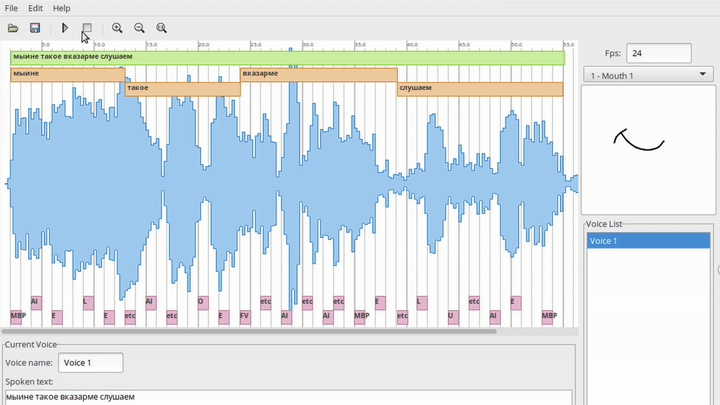 File Edit Help
5.0 10.0 15.0 20.0 25.0 30.0 35.0 40.0 45.0 50.0 55.0
Fps: 24
мыине такое вказарме слушаем
мыине вказарме
1 - Mouth 1
такое слушаем
Voice List
Voice 1
AI L AI O etc etc etc E L etc E
MBP E E etc etc E FV AI AI MBP etc U AI MBP
Current Voice
Voice name: Voice 1
Spoken text:
мыине такое вказарме слушаем